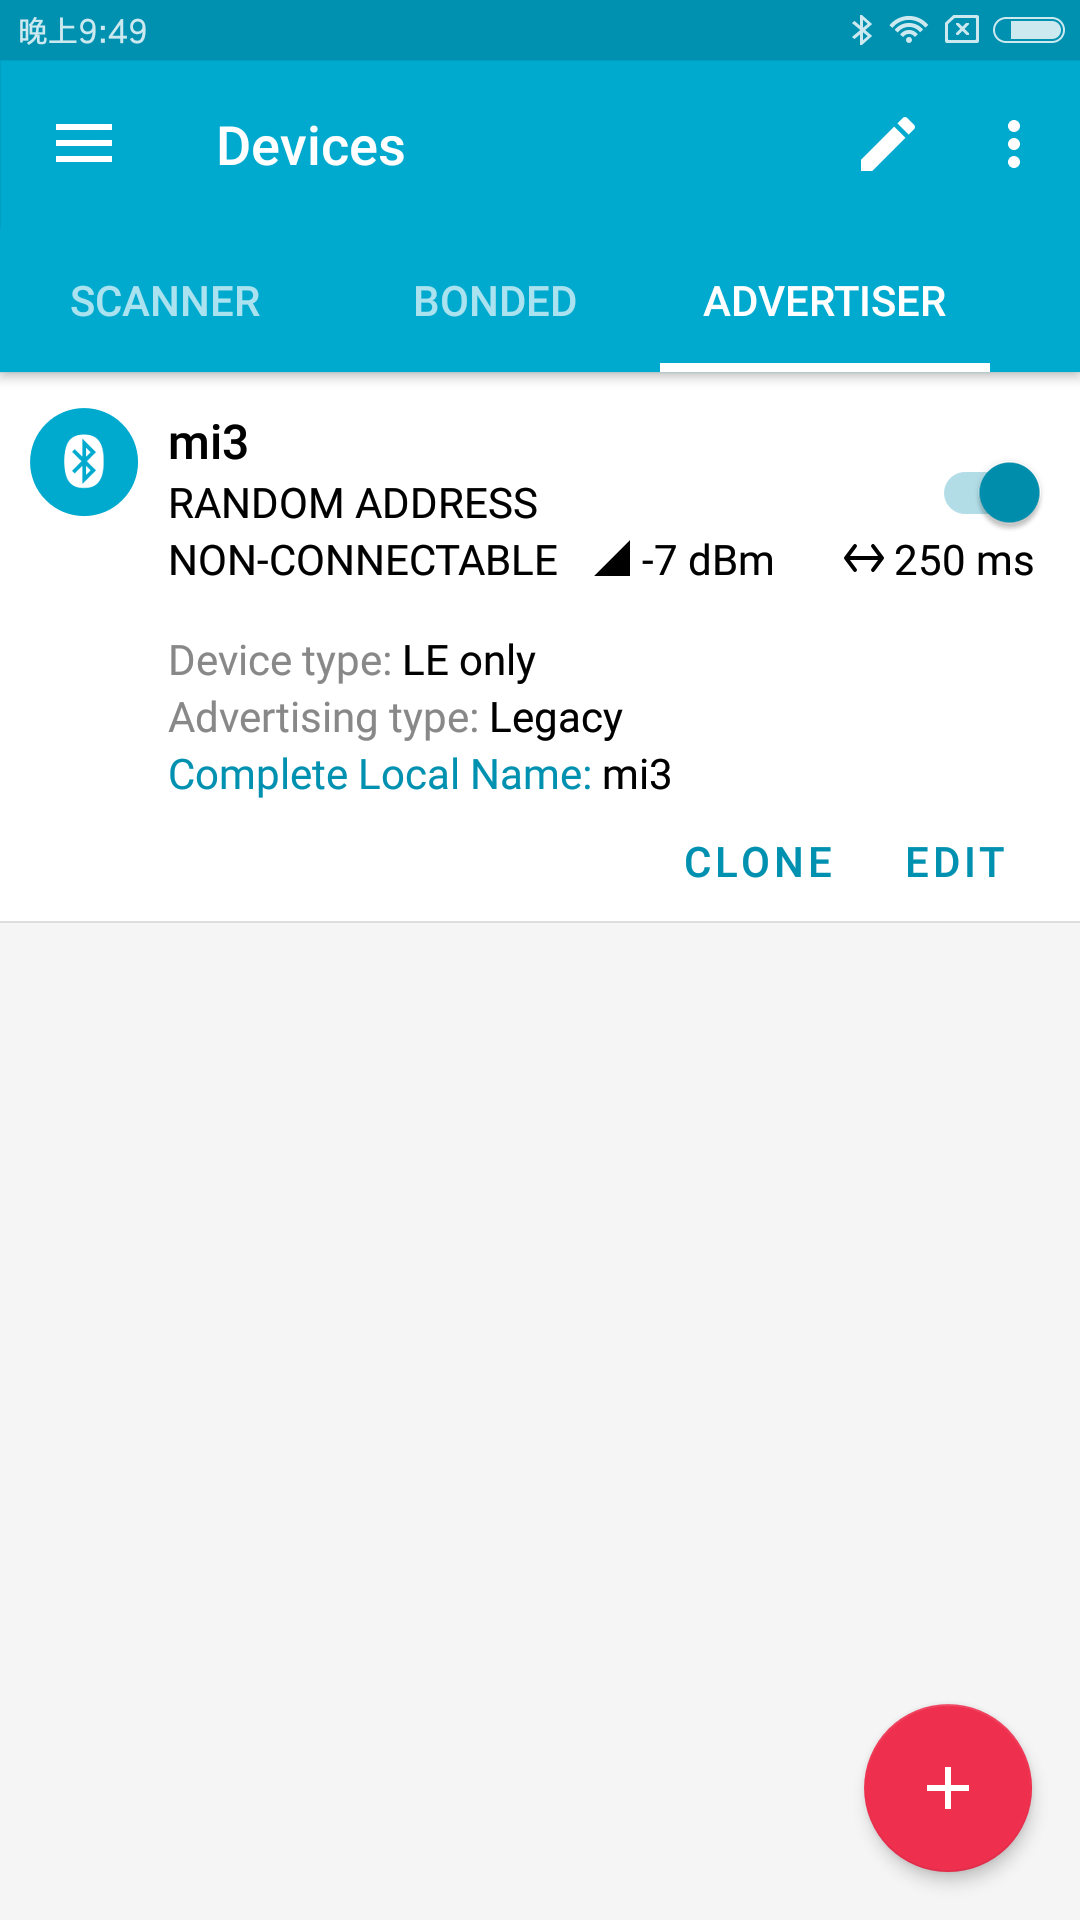 晚上9:49
Devices
SCANNER BONDED ADVERTISER
mi3
RANDOM ADDRESS
NON-CONNECTABLE -7 dBm 250 ms
Device type: LE only
Advertising type: Legacy
Complete Local Name: mi3
CLONE EDIT